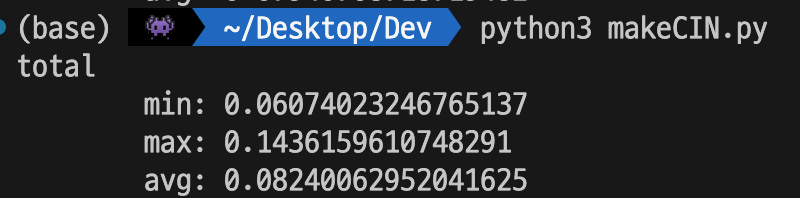 (base) 👾 ~/Desktop/Dev python3 makeCIN.py
total
min: 0.06074023246765137
max: 0.1436159610748291
avg: 0.08240062952041625